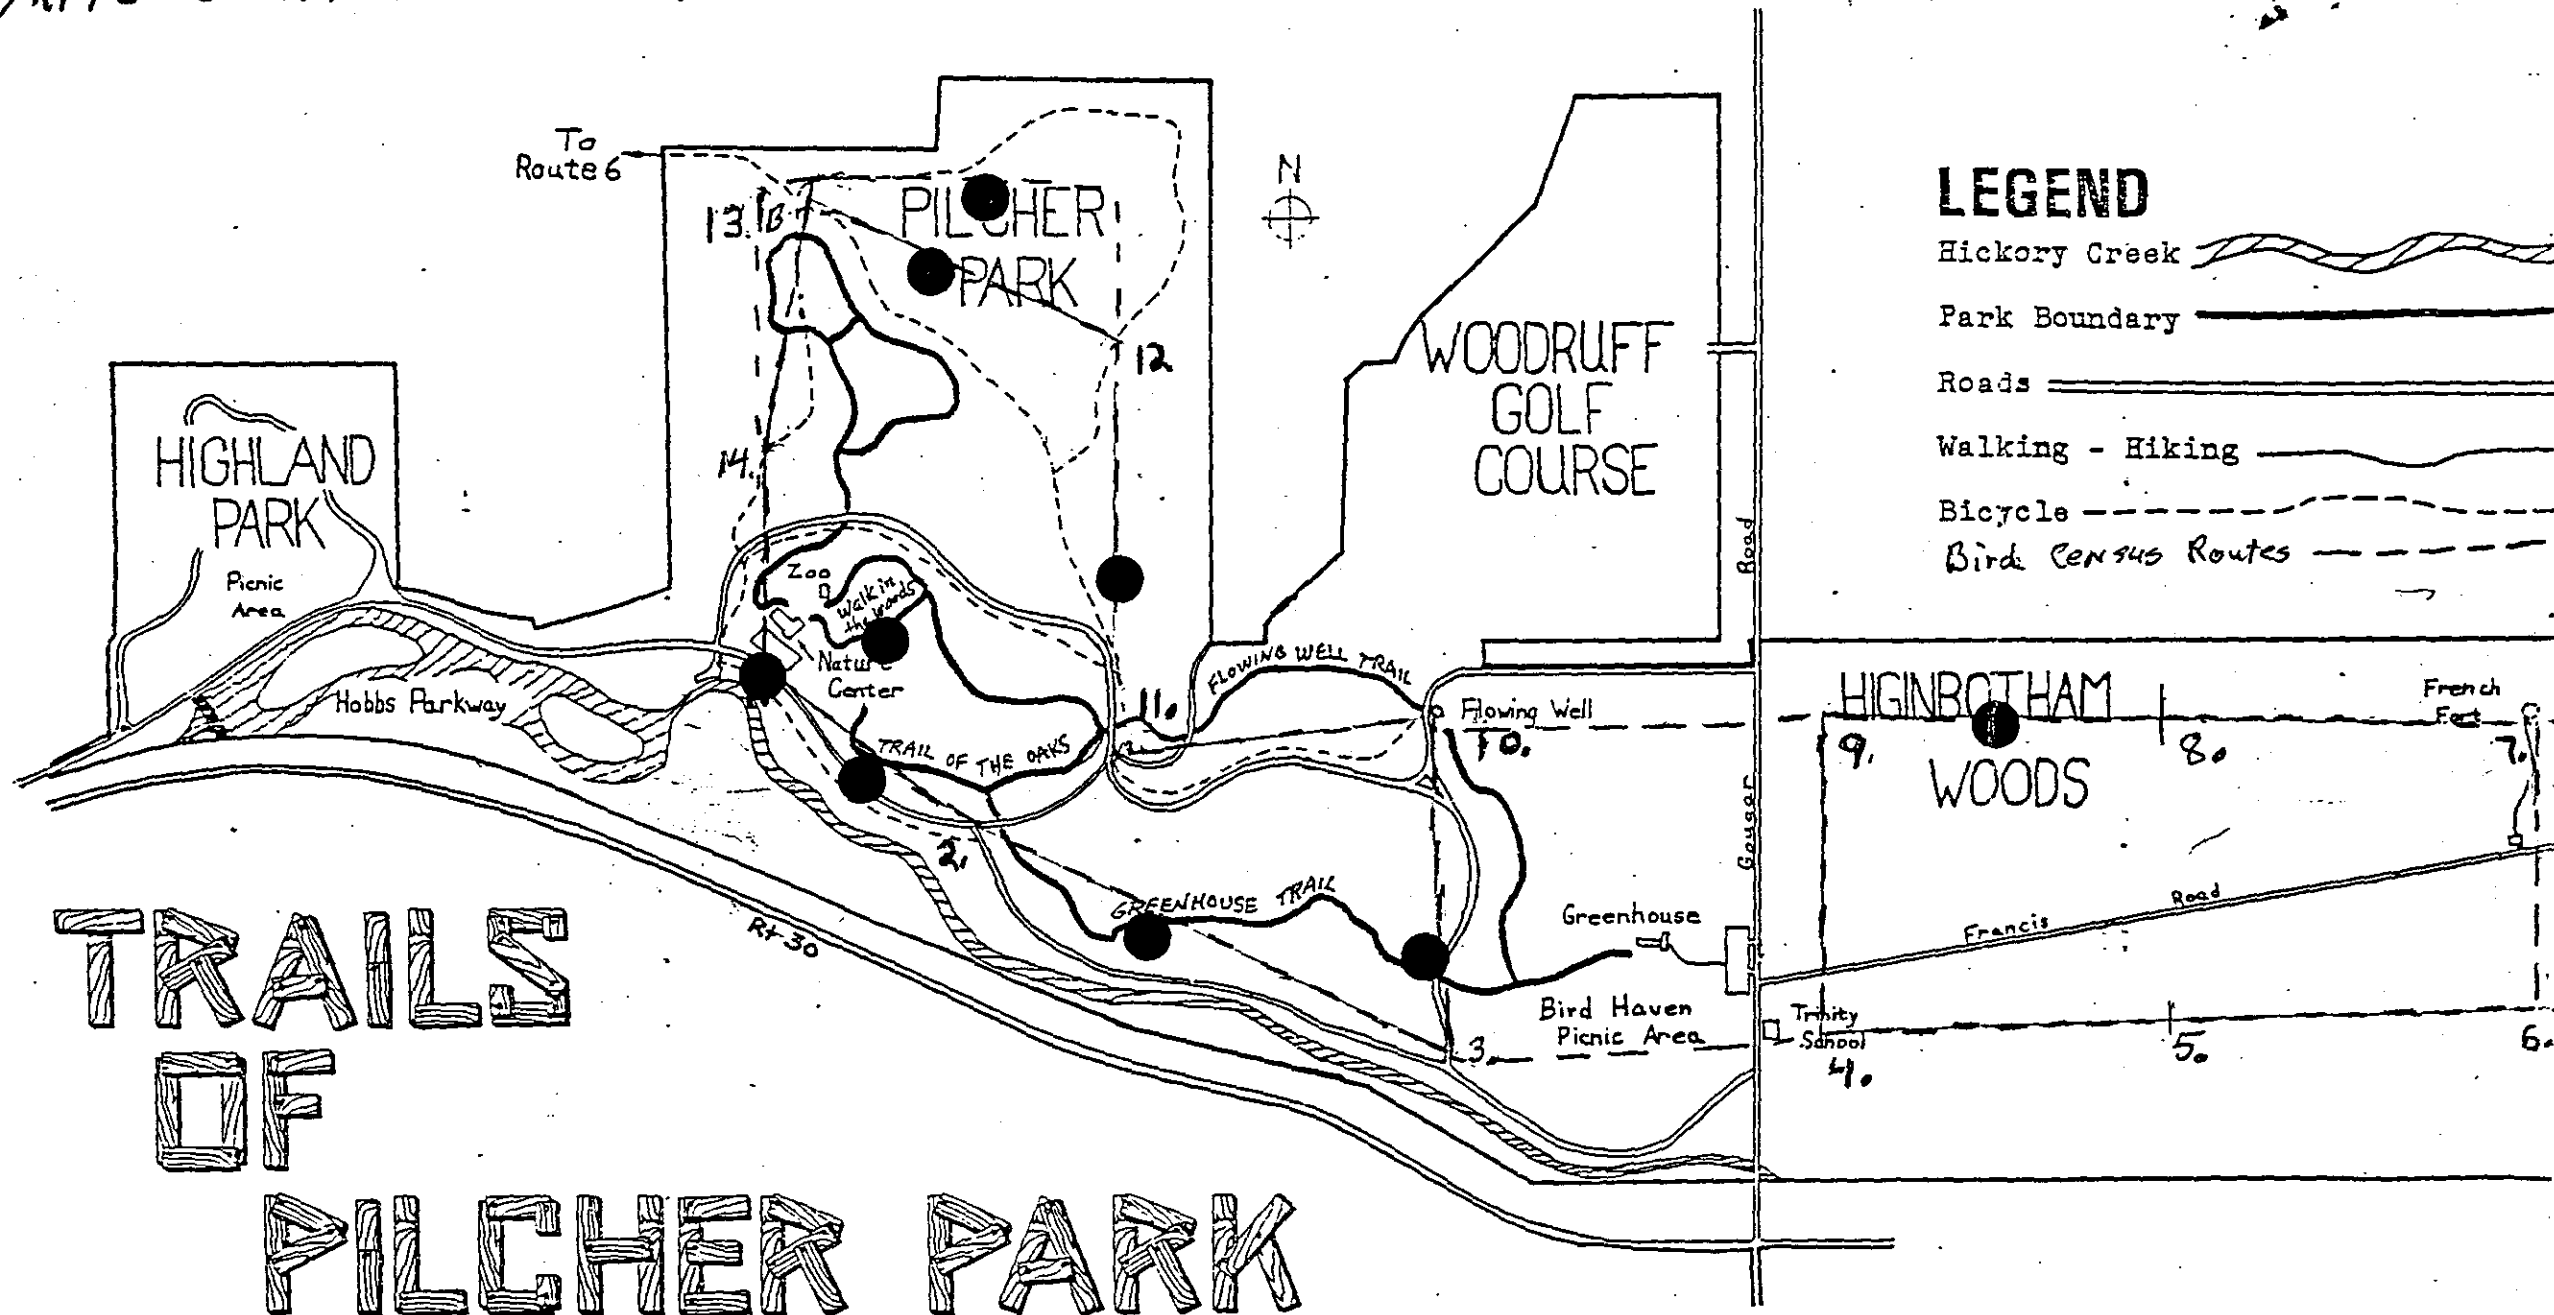 To
Route 6
N
PILCHER
PARK
13.
B
12
14.
HIGHLAND
PARK
Picnic
Area
WOODRUFF
GOLF
COURSE
LEGEND
Hickory Creek
Park Boundary
Roads
Walking - Hiking
Bicycle
Bird Census Routes
Zoo
Walk in
the woods
Nature
Center
Hobbs Parkway
11.
FLOWING WELL TRAIL
Flowing Well
10.
TRAIL OF THE OAKS
2.
GREENHOUSE TRAIL
Greenhouse
Bird Haven
Picnic Area
3.
Rt 30
Gougar Road
HIGINBOTHAM
WOODS
French
Fort
9.
8.
7.
Francis Road
Trinity
School
4.
5.
6.
TRAILS
OF
PILCHER PARK